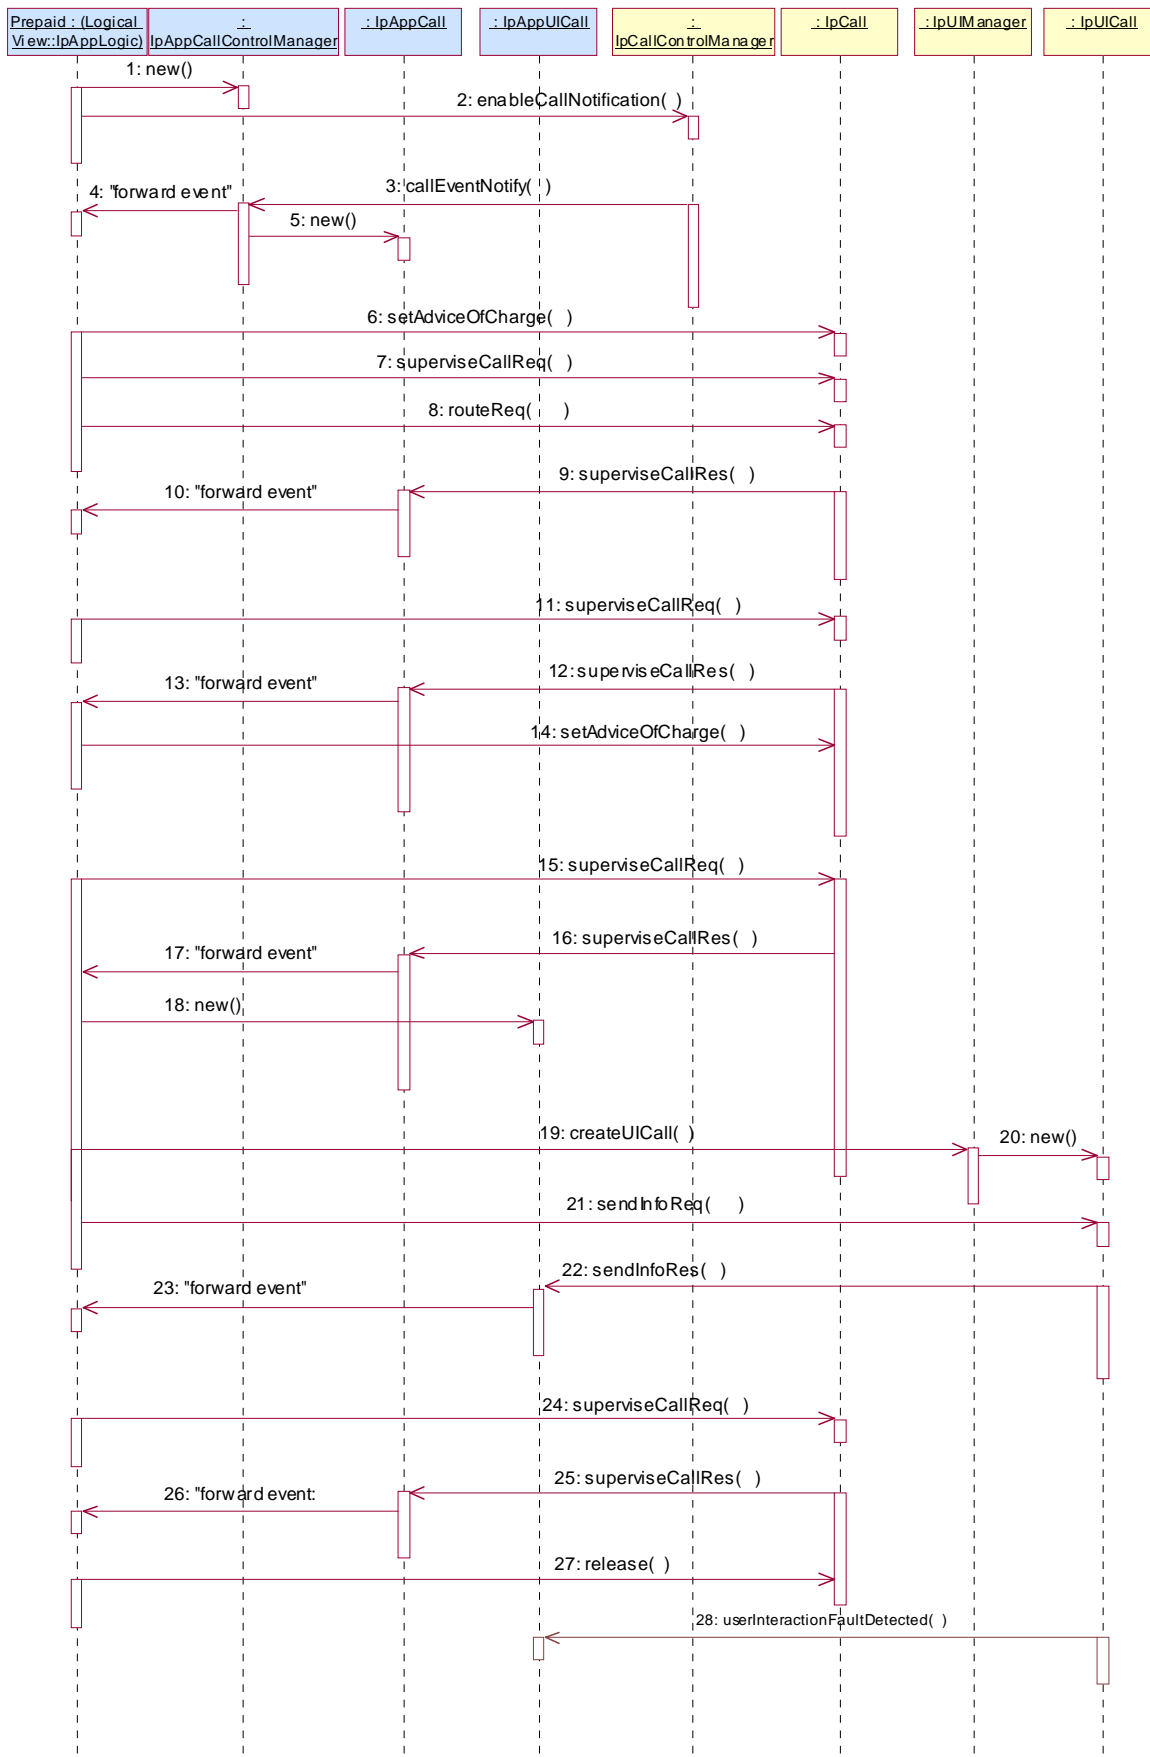 Prepaid : (Logical
View::IpAppLogic)
:
IpAppCallControlManager
: IpAppCall
: IpAppUICall
:
IpCallControlManager
: IpCall
: IpUIManager
: IpUICall
1: new()
2: enableCallNotification( )
3: callEventNotify( )
4: "forward event"
5: new()
6: setAdviceOfCharge( )
7: superviseCallReq( )
8: routeReq( )
9: superviseCallRes( )
10: "forward event"
11: superviseCallReq( )
12: superviseCallRes( )
13: "forward event"
14: setAdviceOfCharge( )
15: superviseCallReq( )
16: superviseCallRes( )
17: "forward event"
18: new()
19: createUICall( )
20: new()
21: sendInfoReq( )
22: sendInfoRes( )
23: "forward event"
24: superviseCallReq( )
25: superviseCallRes( )
26: "forward event:
27: release( )
28: userInteractionFaultDetected( )